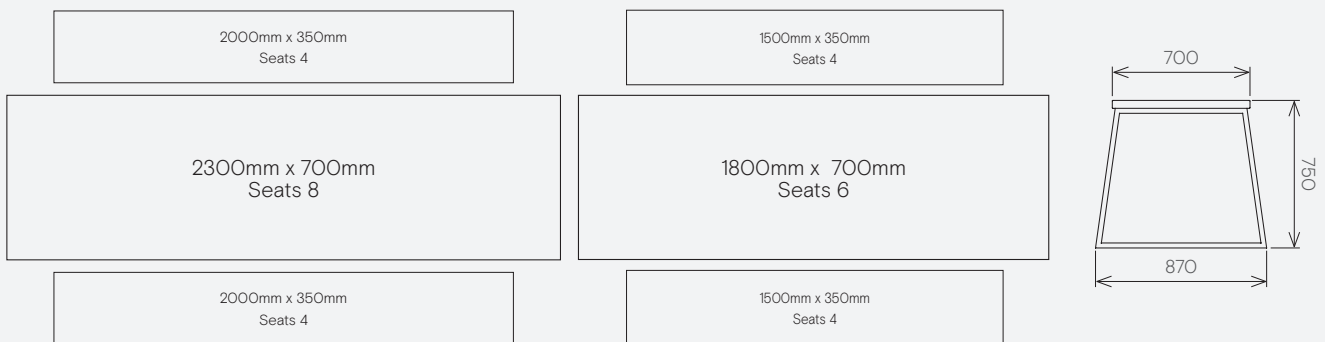 2000mm x 350mm
Seats 4
2300mm x 700mm
Seats 8
2000mm x 350mm
Seats 4
1500mm x 350mm
Seats 4
1800mm x 700mm
Seats 6
1500mm x 350mm
Seats 4
700
750
870